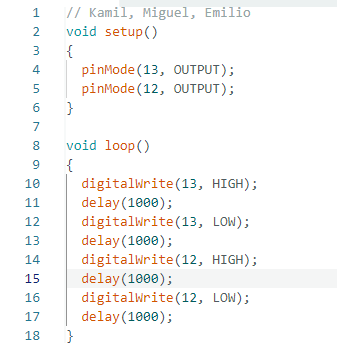 1 // Kamil, Miguel, Emilio
2 void setup()
3 {
4 pinMode(13, OUTPUT);
5 pinMode(12, OUTPUT);
6 }
7
8 void loop()
9 {
10 digitalWrite(13, HIGH);
11 delay(1000);
12 digitalWrite(13, LOW);
13 delay(1000);
14 digitalWrite(12, HIGH);
15 delay(1000);
16 digitalWrite(12, LOW);
17 delay(1000);
18 }